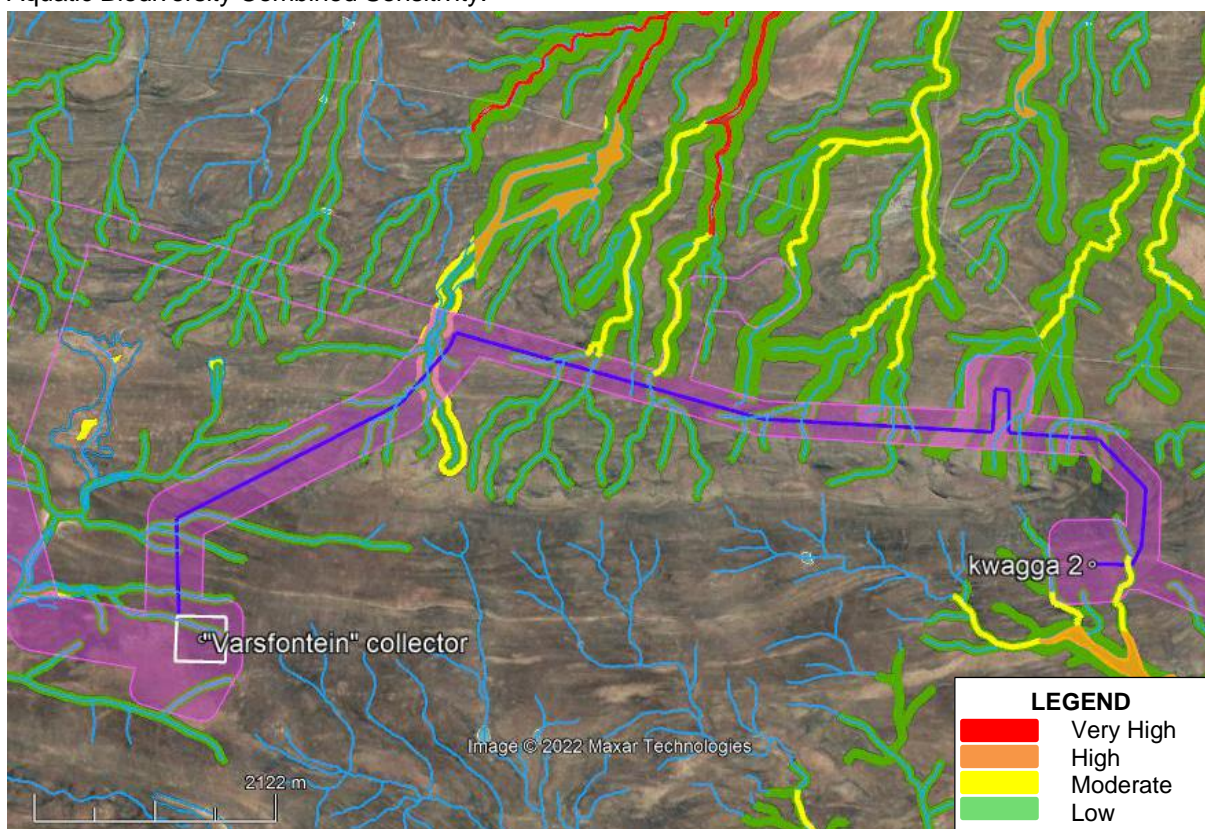 Aquatic Biodiversity Combined Sensitivity:
kwagga 2
"Varsfontein" collector
Image © 2022 Maxar Technologies
2122 m
LEGEND
Very High
High
Moderate
Low